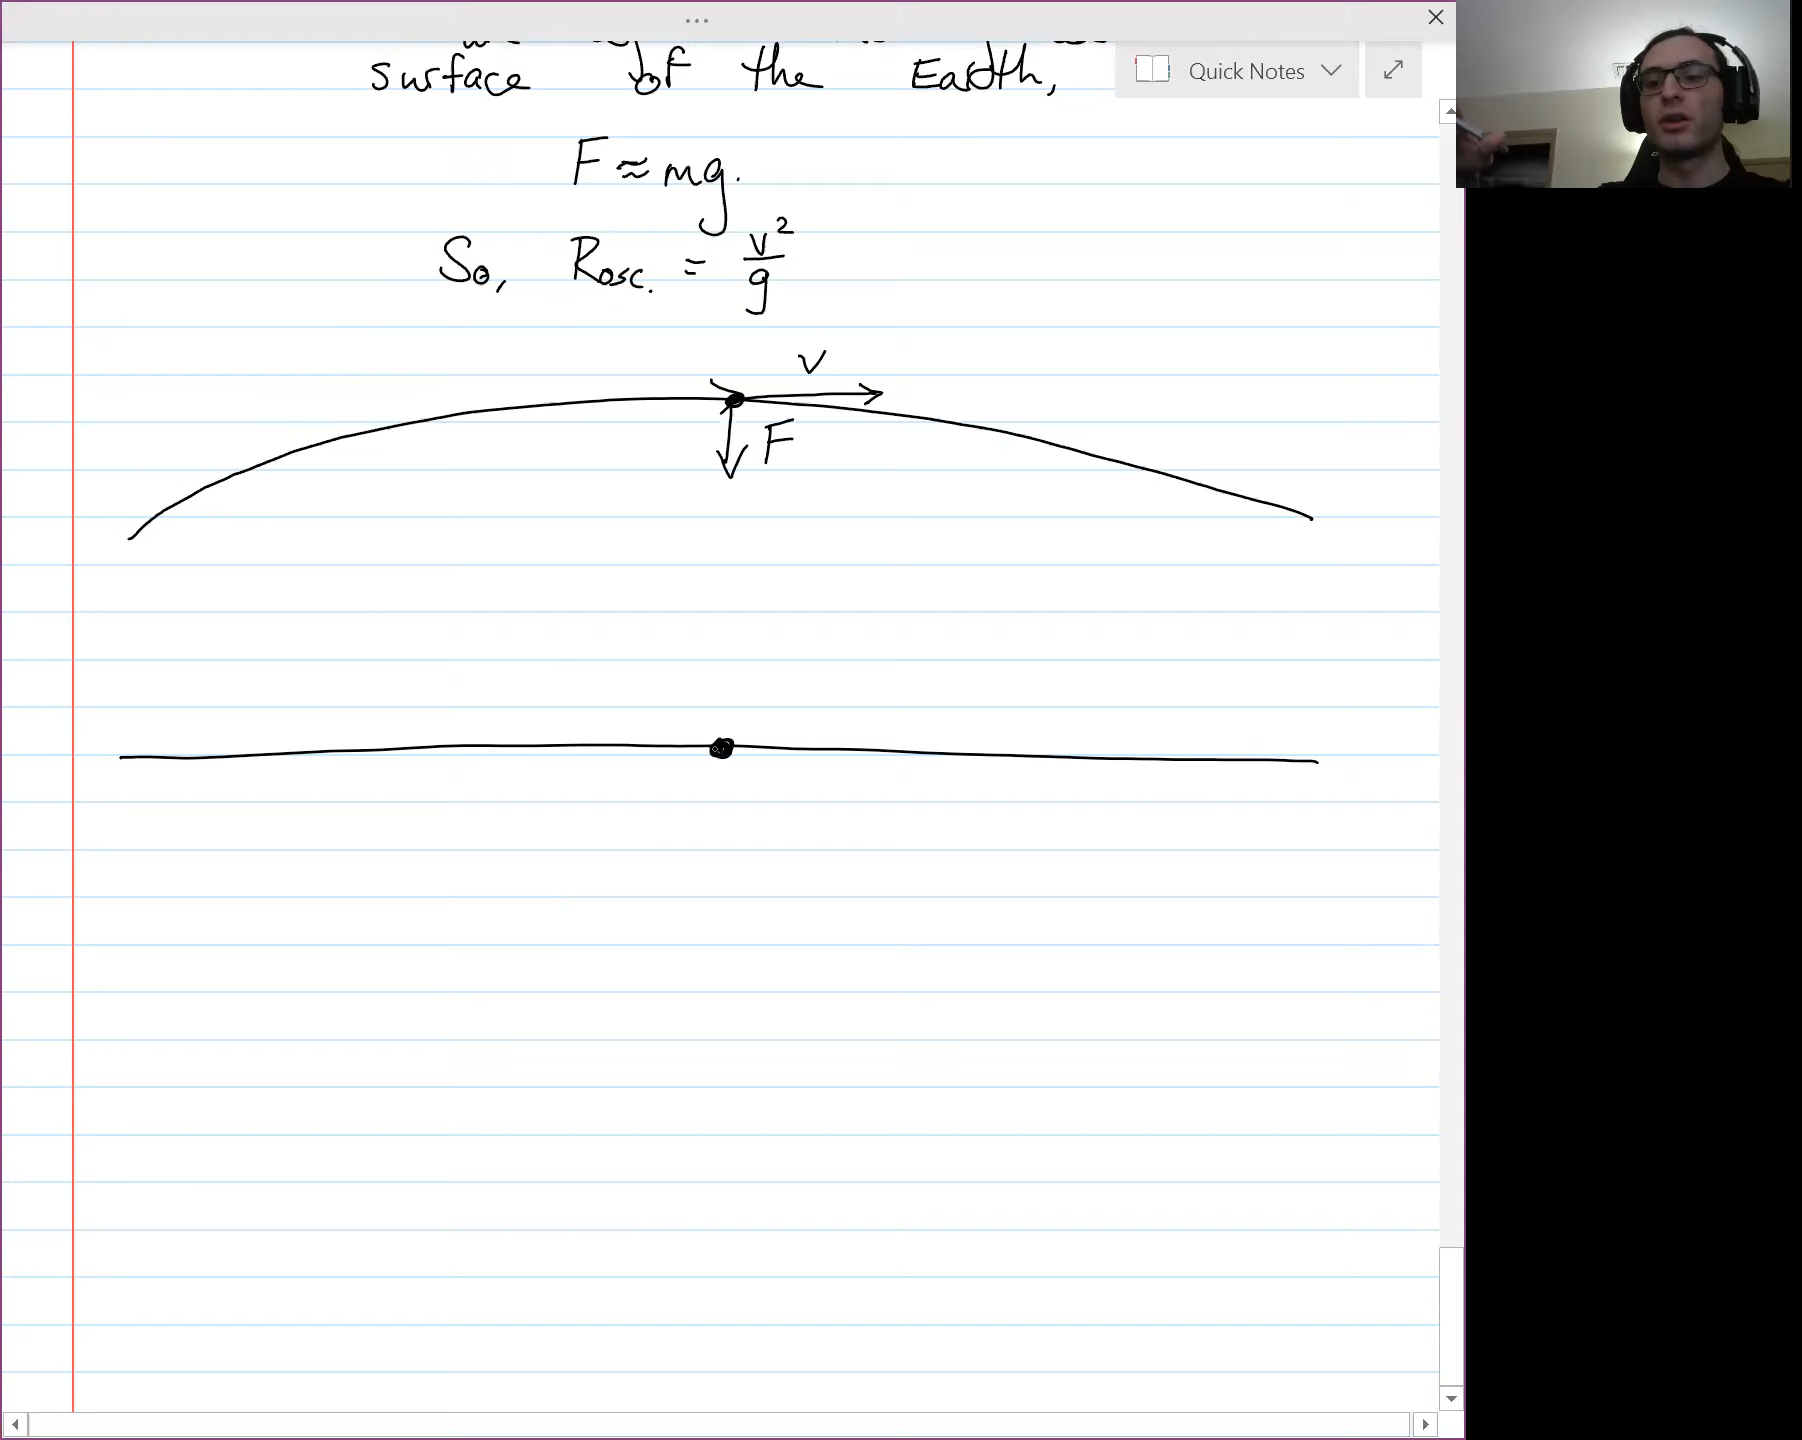 surface of the Earth,
Quick Notes
F ≈ mg.
So, Rosc. = v²/g
v
F